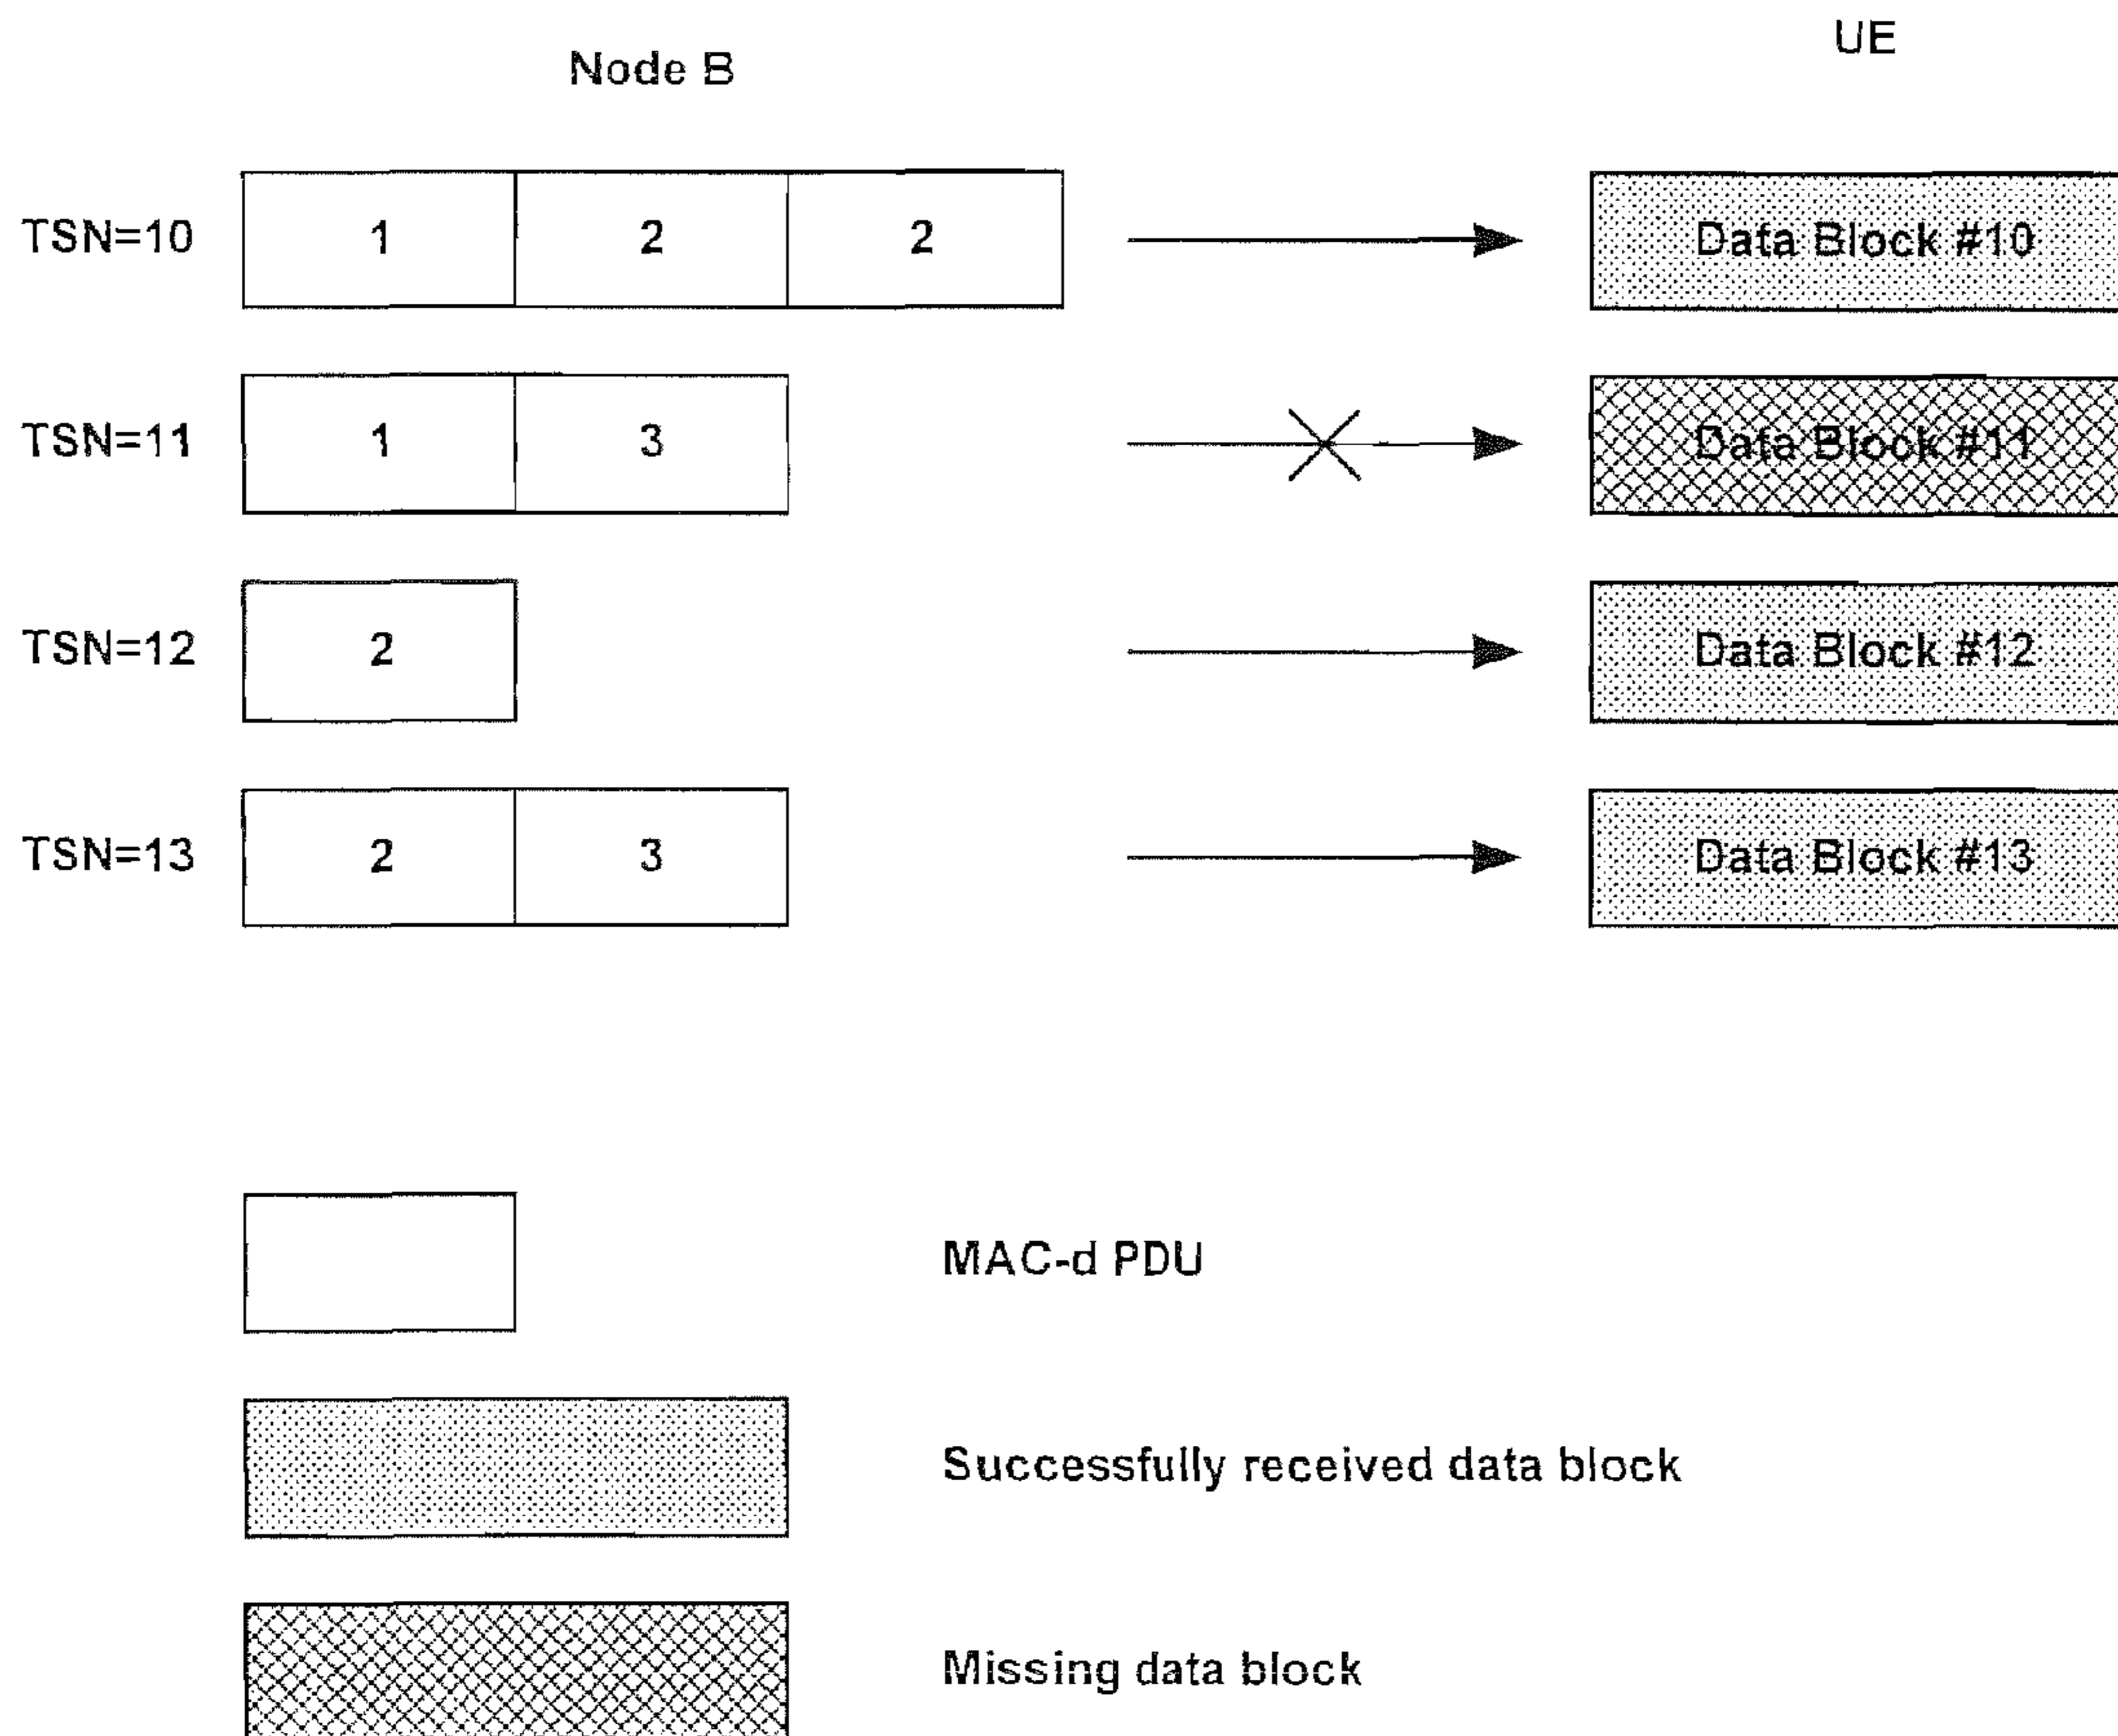 Node B
UE
TSN=10
1 2 2
Data Block #10
TSN=11
1 3
Data Block #11
TSN=12
2
Data Block #12
TSN=13
2 3
Data Block #13
MAC-d PDU
Successfully received data block
Missing data block